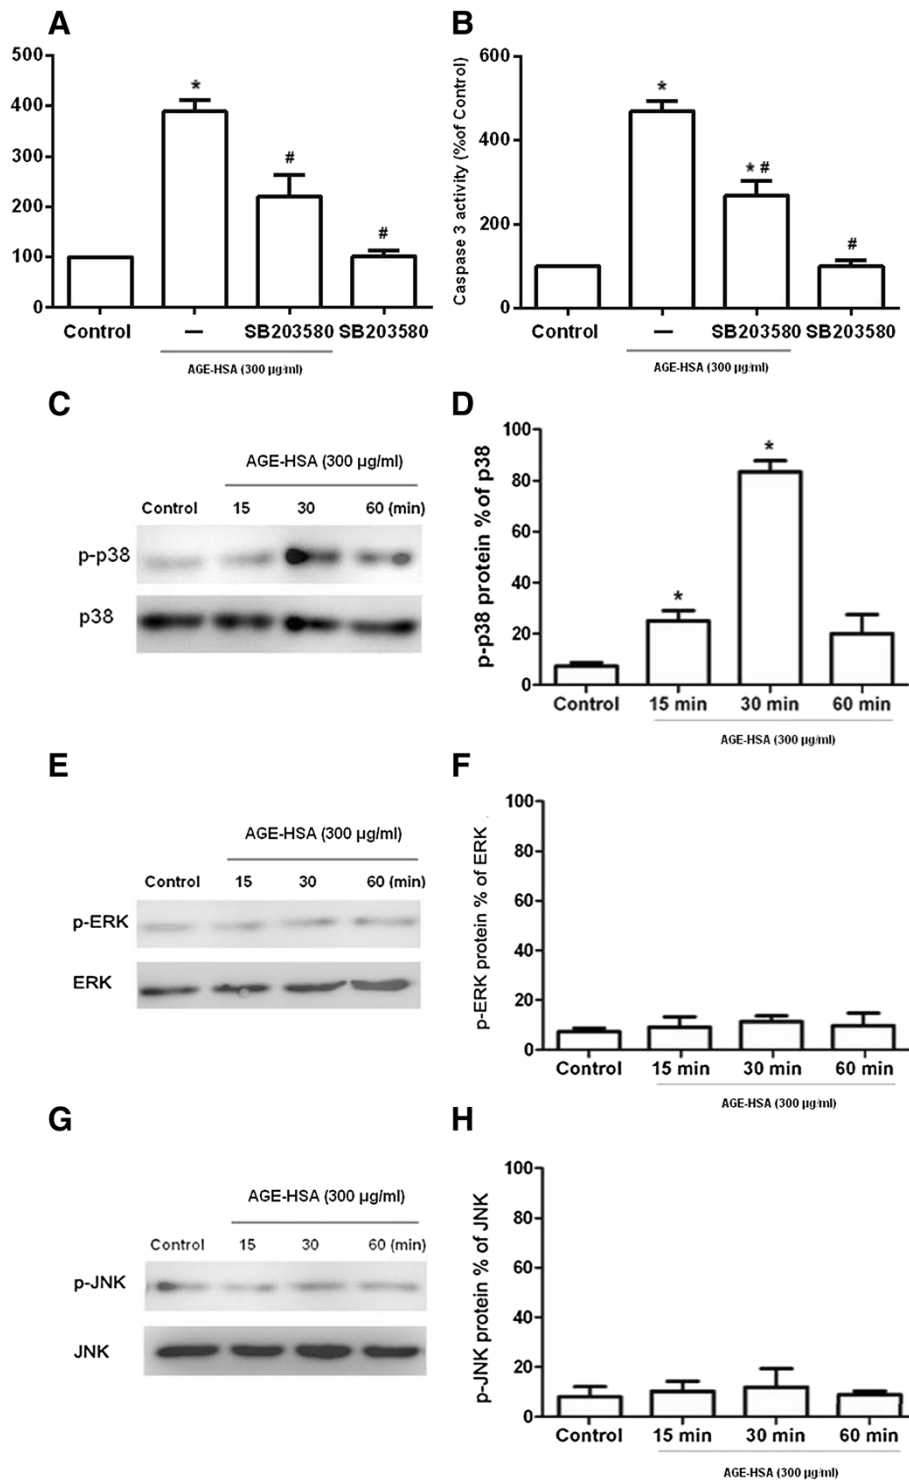 A
500
400
300
200
100
0
*
#
#
Control — SB203580 SB203580
AGE-HSA (300 µg/ml)
B
Caspase 3 activity (%of Control)
600
400
200
0
*
* #
#
Control — SB203580 SB203580
AGE-HSA (300 µg/ml)
C
AGE-HSA (300 µg/ml)
Control 15 30 60 (min)
p-p38
p38
D
p-p38 protein % of p38
100
80
60
40
20
0
*
*
Control 15 min 30 min 60 min
AGE-HSA (300 µg/ml)
E
AGE-HSA (300 µg/ml)
Control 15 30 60 (min)
p-ERK
ERK
F
p-ERK protein % of ERK
100
80
60
40
20
0
Control 15 min 30 min 60 min
AGE-HSA (300 µg/ml)
G
AGE-HSA (300 µg/ml)
Control 15 30 60 (min)
p-JNK
JNK
H
p-JNK protein % of JNK
100
80
60
40
20
0
Control 15 min 30 min 60 min
AGE-HSA (300 µg/ml)